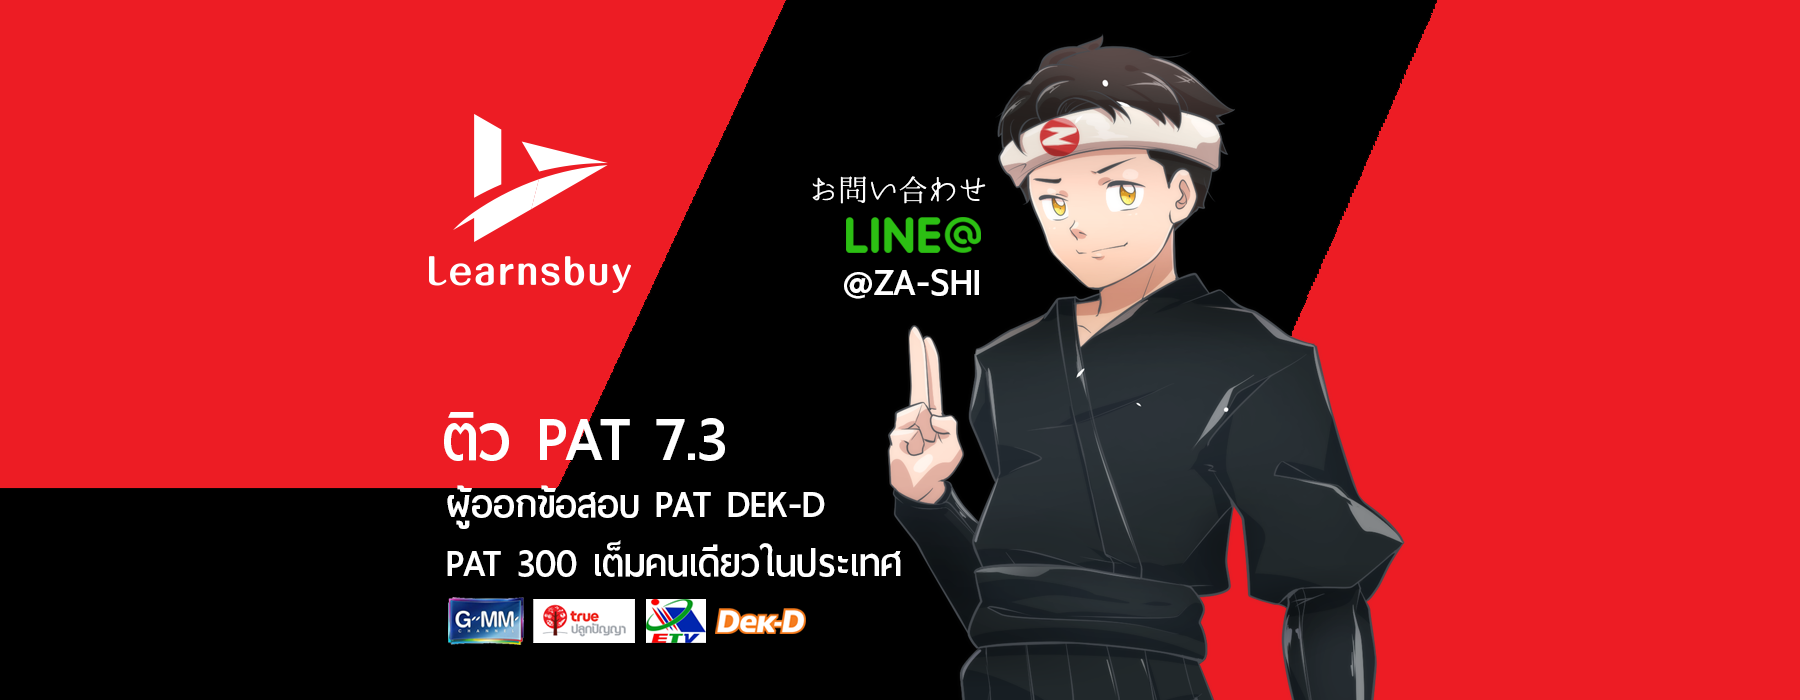 Learnsbuy
お問い合わせ
LINE@
@ZA-SHI
Z
ติว PAT 7.3
ผู้ออกข้อสอบ PAT DEK-D
PAT 300 เต็มคนเดียวในประเทศ
G-MM'
CHANNEL
true
ปลูกปัญญา
ETV
DEK-D